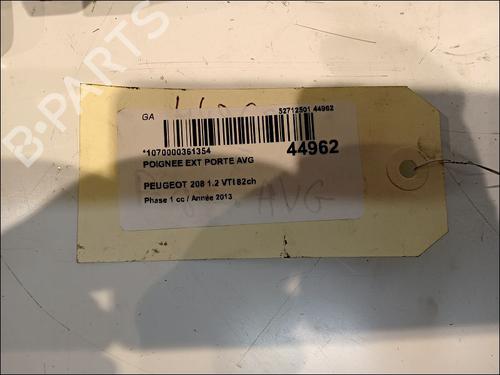 B-PARTS
GA
52712501 44962
*1070000361354
44962
POIGNEE EXT PORTE AVG
PEUGEOT 208 1.2 VTI 82ch
Phase 1 cc / Année 2013
AVG